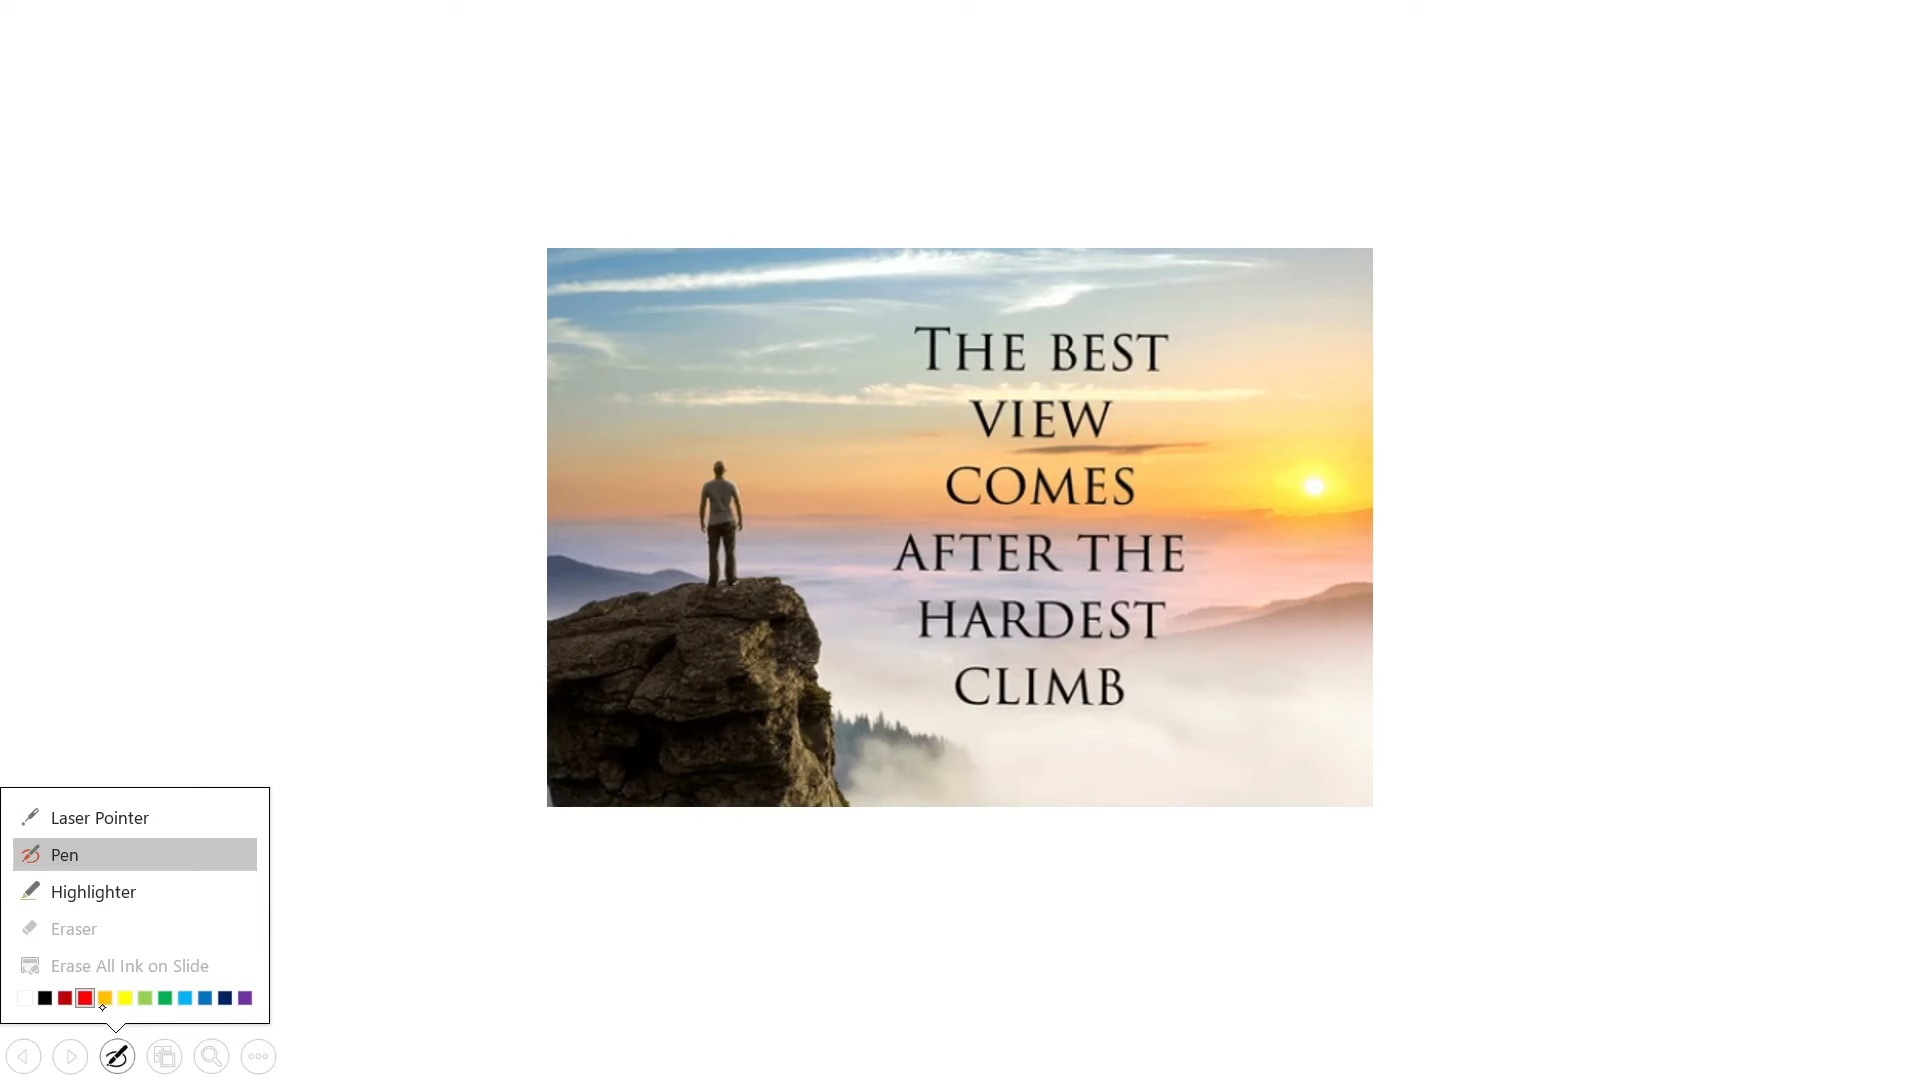 THE BEST
VIEW
COMES
AFTER THE
HARDEST
CLIMB
Laser Pointer
Pen
Highlighter
Eraser
Erase All Ink on Slide